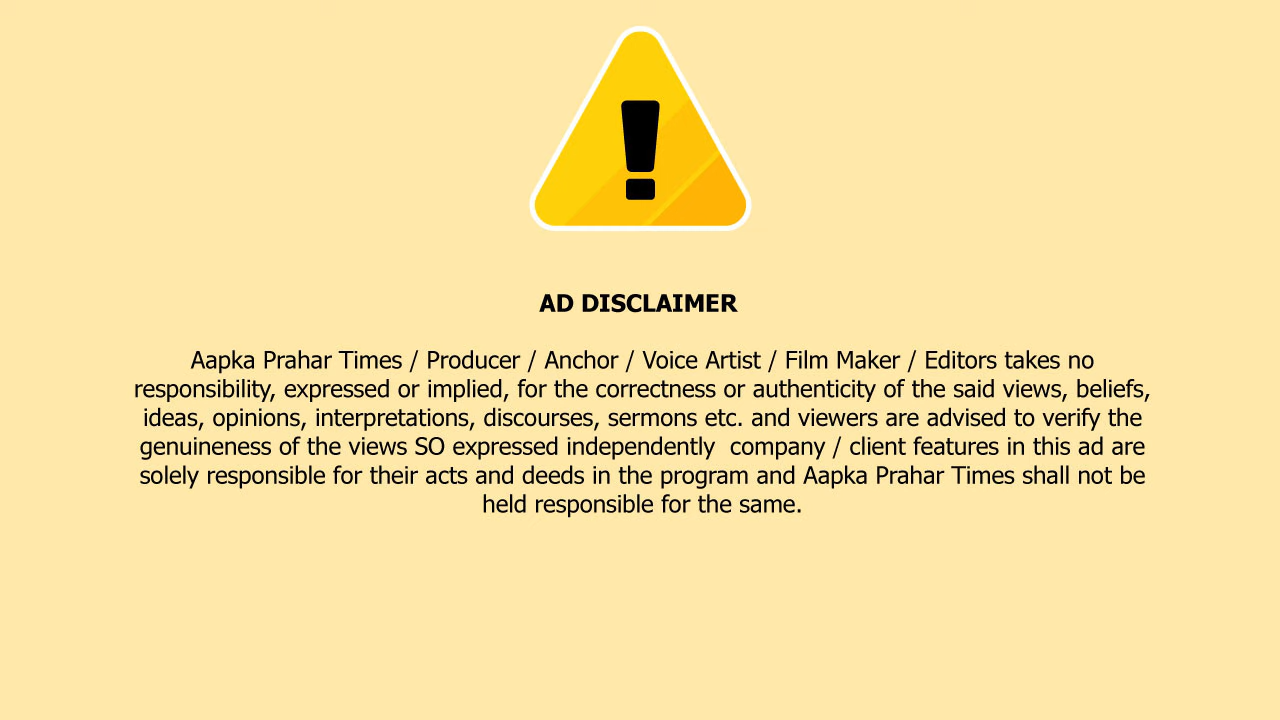 AD DISCLAIMER
Aapka Prahar Times / Producer / Anchor / Voice Artist / Film Maker / Editors takes no
responsibility, expressed or implied, for the correctness or authenticity of the said views, beliefs,
ideas, opinions, interpretations, discourses, sermons etc. and viewers are advised to verify the
genuineness of the views SO expressed independently  company / client features in this ad are
solely responsible for their acts and deeds in the program and Aapka Prahar Times shall not be
held responsible for the same.